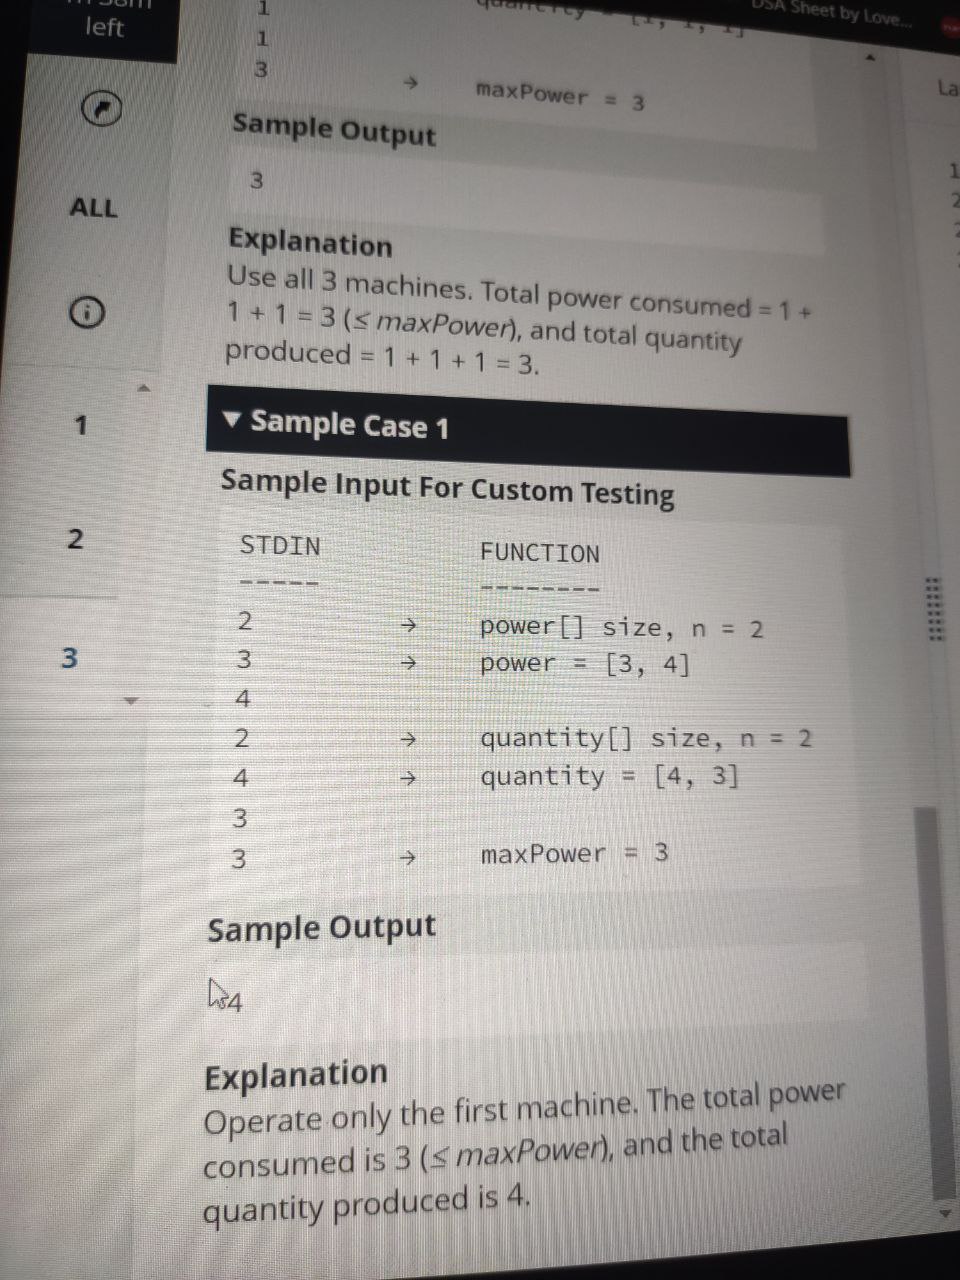 left
DSA Sheet by Love...
ALL
1
2
3
La
1
1
3 → maxPower = 3
Sample Output
3
Explanation
Use all 3 machines. Total power consumed = 1 +
1 + 1 = 3 (≤ maxPower), and total quantity
produced = 1 + 1 + 1 = 3.
▼ Sample Case 1
Sample Input For Custom Testing
STDIN FUNCTION
----- --------
2 → power[] size, n = 2
3 → power = [3, 4]
4
2 → quantity[] size, n = 2
4 → quantity = [4, 3]
3
3 → maxPower = 3
Sample Output
4
Explanation
Operate only the first machine. The total power
consumed is 3 (≤ maxPower), and the total
quantity produced is 4.